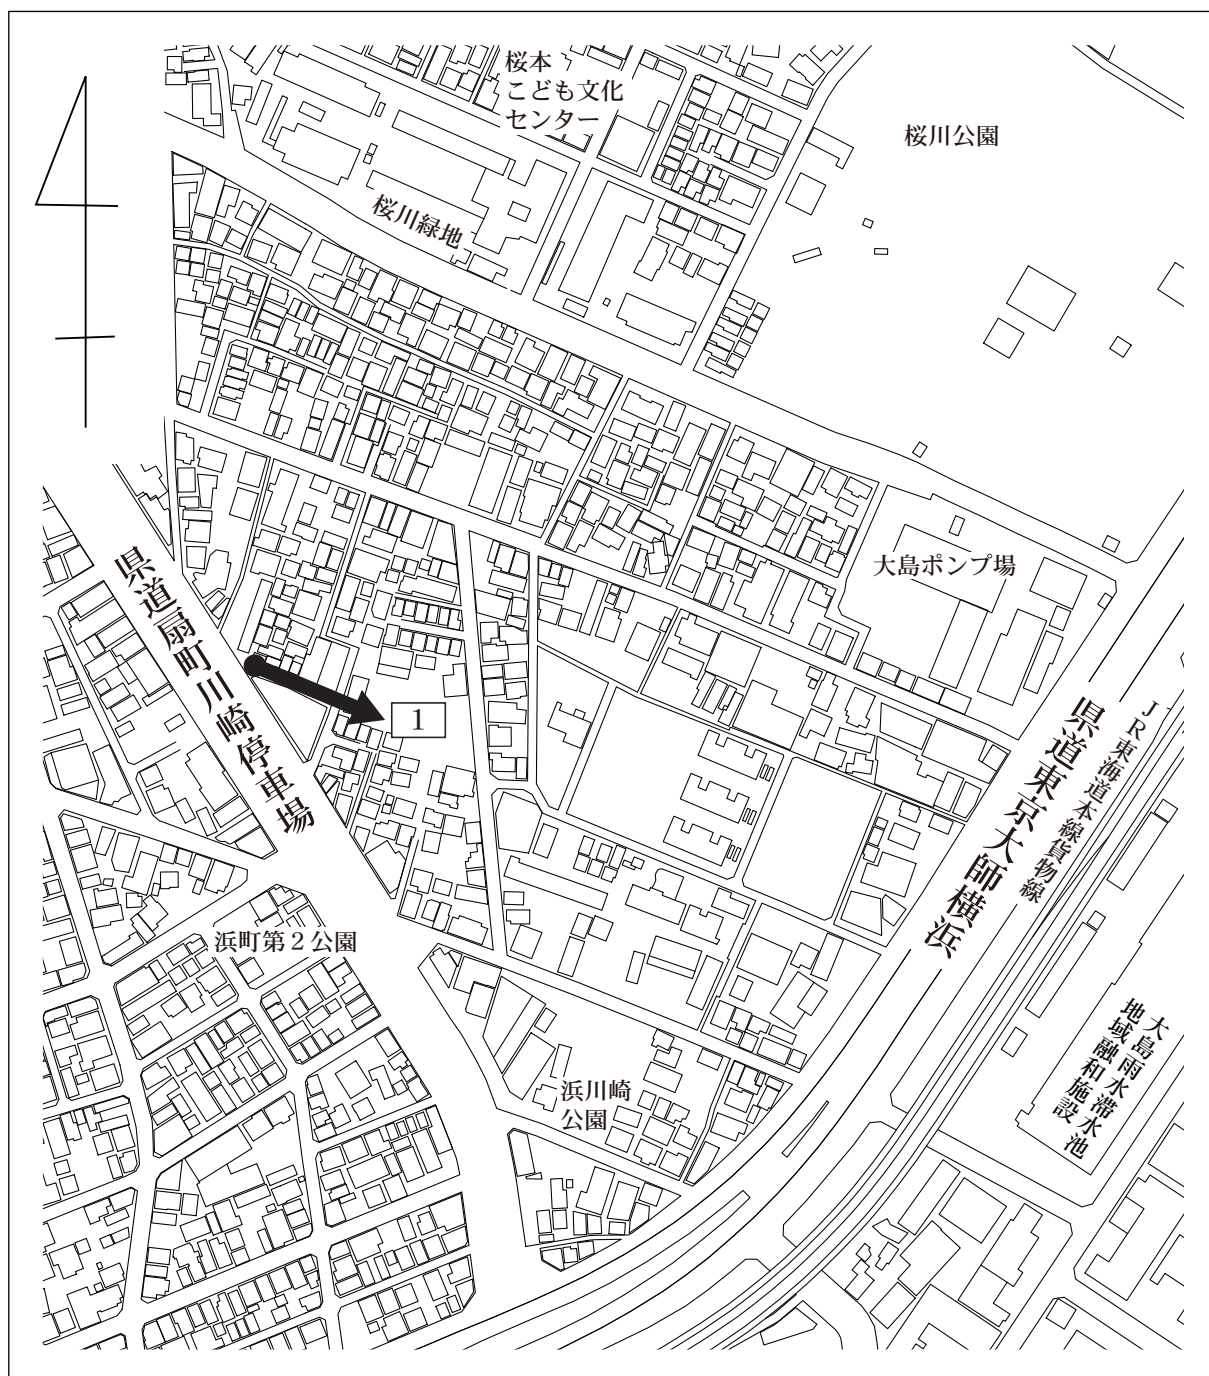 桜本
こども文化
センター
桜川公園
桜川緑地
大島ポンプ場
県道扇町川崎停車場
1
県道東京大師横浜
JR東海道本線貨物線
浜町第２公園
浜川崎
公園
大島雨水滞水池
地域融和施設